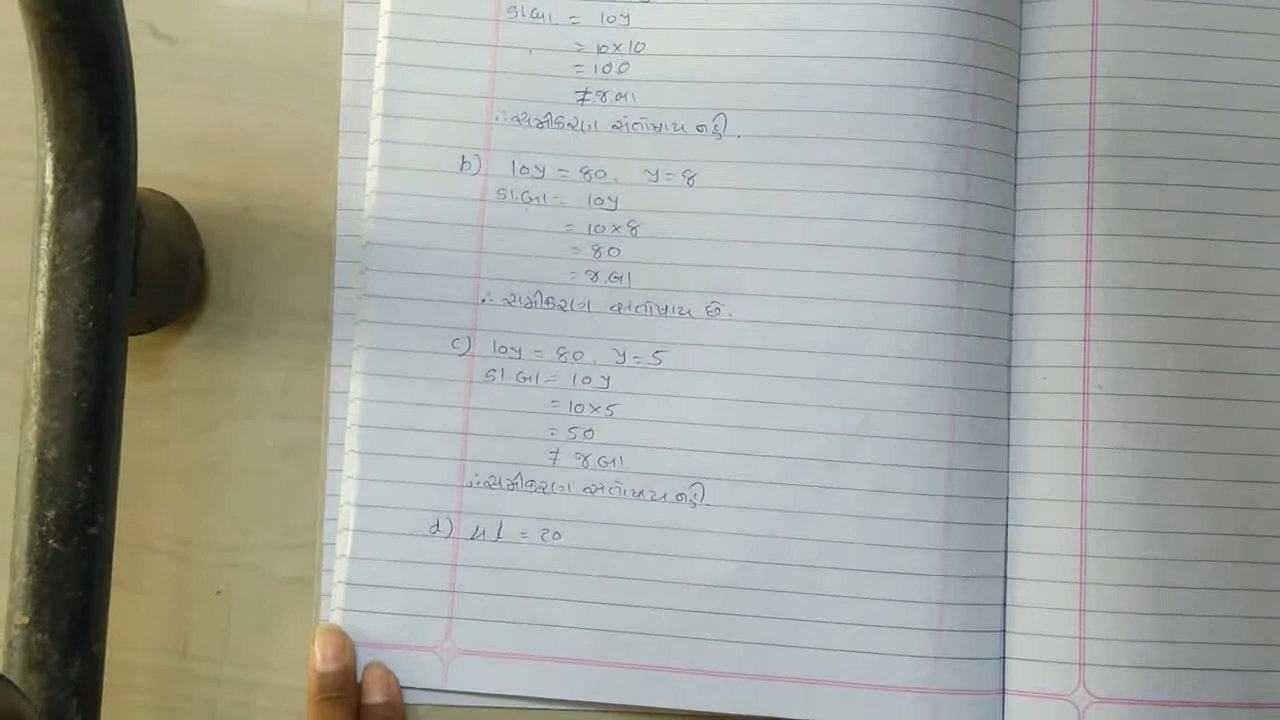 ડા.બા = 10y
= 10×10
= 100
≠ જ.બા
∴ સમીકરણ સંતોષાય નહી.
b) 10y = 80, y = 8
ડા.બા = 10y
= 10×8
= 80
= જ.બા
∴ સમીકરણ સંતોષાય છે.
c) 10y = 80, y = 5
ડા.બા = 10y
= 10×5
= 50
≠ જ.બા
∴ સમીકરણ સંતોષાય નહી
d) = 20